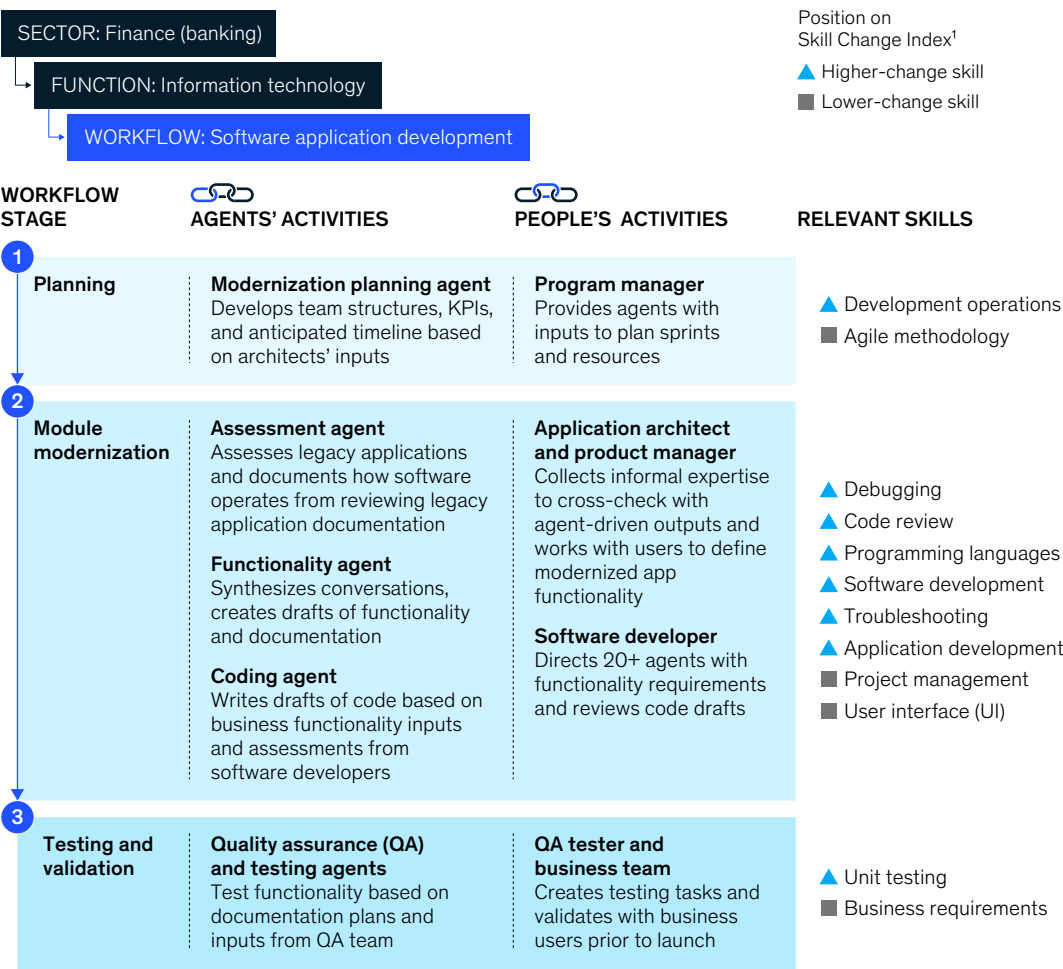 SECTOR: Finance (banking)
FUNCTION: Information technology
WORKFLOW: Software application development
Position on
Skill Change Index¹
Higher-change skill
Lower-change skill
WORKFLOW
STAGE
AGENTS' ACTIVITIES
PEOPLE'S ACTIVITIES
RELEVANT SKILLS
1
Planning
Modernization planning agent
Develops team structures, KPIs,
and anticipated timeline based
on architects' inputs
Program manager
Provides agents with
inputs to plan sprints
and resources
Development operations
Agile methodology
2
Module
modernization
Assessment agent
Assesses legacy applications
and documents how software
operates from reviewing legacy
application documentation
Functionality agent
Synthesizes conversations,
creates drafts of functionality
and documentation
Coding agent
Writes drafts of code based on
business functionality inputs
and assessments from
software developers
Application architect
and product manager
Collects informal expertise
to cross-check with
agent-driven outputs and
works with users to define
modernized app
functionality
Software developer
Directs 20+ agents with
functionality requirements
and reviews code drafts
Debugging
Code review
Programming languages
Software development
Troubleshooting
Application development
Project management
User interface (UI)
3
Testing and
validation
Quality assurance (QA)
and testing agents
Test functionality based on
documentation plans and
inputs from QA team
QA tester and
business team
Creates testing tasks and
validates with business
users prior to launch
Unit testing
Business requirements